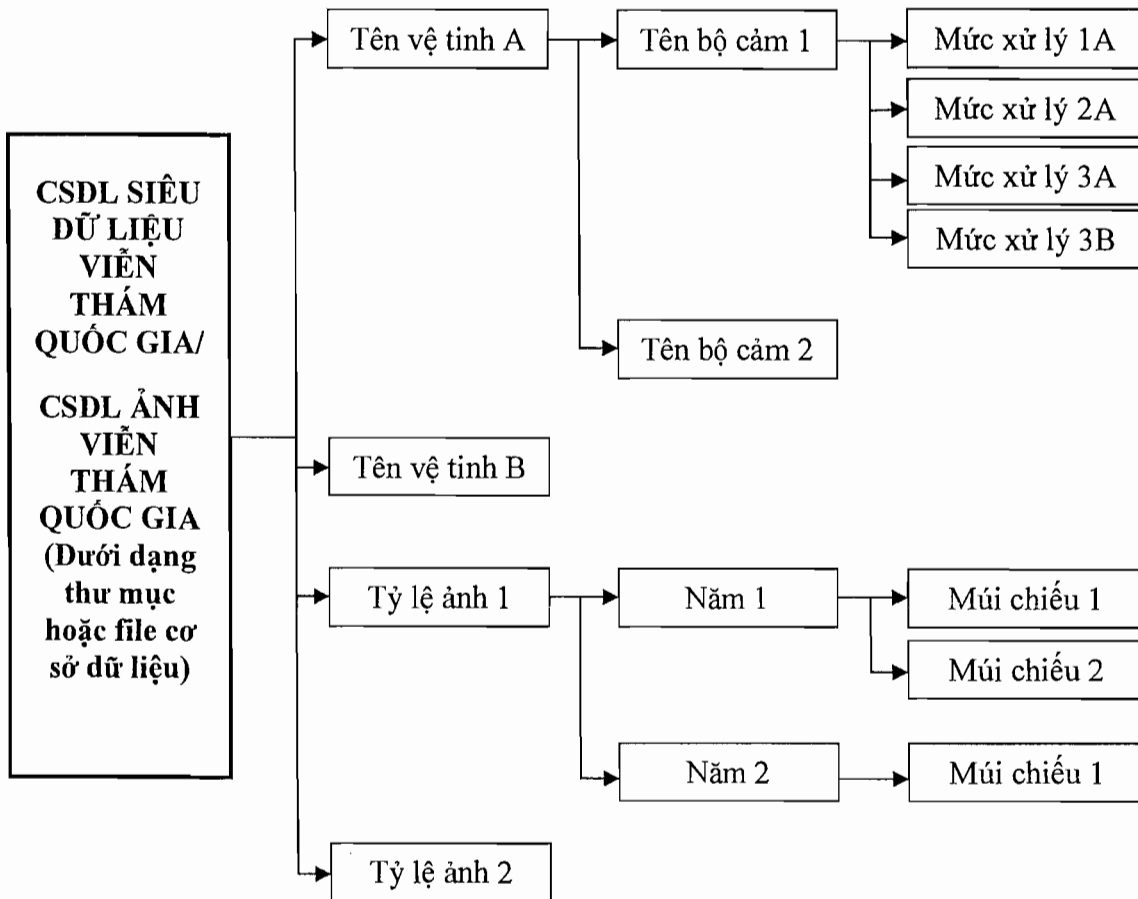 CSDL SIÊU
DỮ LIỆU
VIỄN
THÁM
QUỐC GIA/
CSDL ẢNH
VIỄN
THÁM
QUỐC GIA
(Dưới dạng
thư mục
hoặc file cơ
sở dữ liệu)
Tên vệ tinh A
Tên bộ cảm 1
Mức xử lý 1A
Mức xử lý 2A
Mức xử lý 3A
Mức xử lý 3B
Tên bộ cảm 2
Tên vệ tinh B
Tỷ lệ ảnh 1
Năm 1
Múi chiếu 1
Múi chiếu 2
Năm 2
Múi chiếu 1
Tỷ lệ ảnh 2